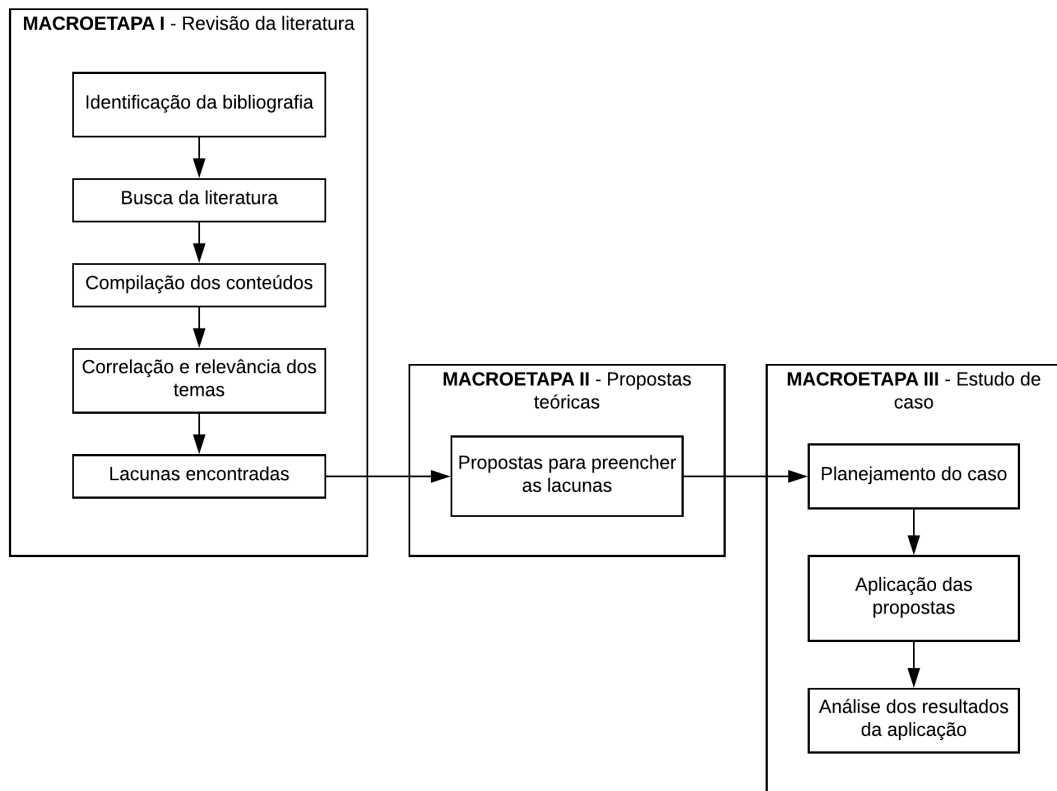 MACROETAPA I - Revisão da literatura
Identificação da bibliografia
Busca da literatura
Compilação dos conteúdos
Correlação e relevância dos
temas
Lacunas encontradas
MACROETAPA II - Propostas
teóricas
Propostas para preencher
as lacunas
MACROETAPA III - Estudo de
caso
Planejamento do caso
Aplicação das
propostas
Análise dos resultados
da aplicação